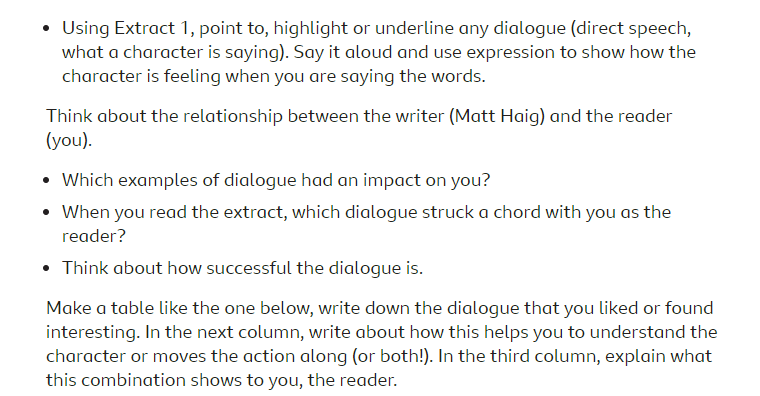 • Using Extract 1, point to, highlight or underline any dialogue (direct speech,
what a character is saying). Say it aloud and use expression to show how the
character is feeling when you are saying the words.
Think about the relationship between the writer (Matt Haig) and the reader
(you).
• Which examples of dialogue had an impact on you?
• When you read the extract, which dialogue struck a chord with you as the
reader?
• Think about how successful the dialogue is.
Make a table like the one below, write down the dialogue that you liked or found
interesting. In the next column, write about how this helps you to understand the
character or moves the action along (or both!). In the third column, explain what
this combination shows to you, the reader.